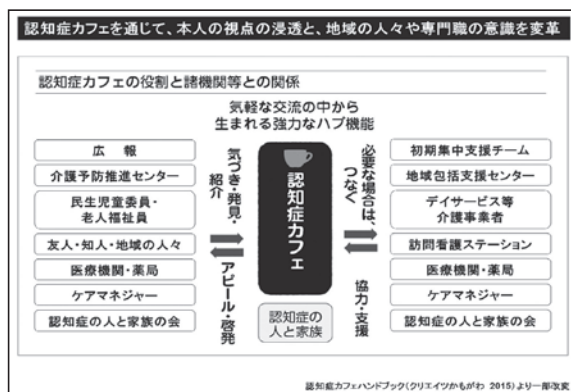 認知症カフェを通じて、本人の視点の浸透と、地域の人々や専門職の意識を変革
認知症カフェの役割と諸機関等との関係
気軽な交流の中から
生まれる強力なハブ機能
広　報
介護予防推進センター
民生児童委員・
老人福祉員
友人・知人・地域の人々
医療機関・薬局
ケアマネジャー
認知症の人と家族の会
気づき・発見・
紹介
アピール・啓発
認知症カフェ
認知症の
人と家族
必要な場合は、
つなぐ
協力・支援
初期集中支援チーム
地域包括支援センター
デイサービス等
介護事業者
訪問看護ステーション
医療機関・薬局
ケアマネジャー
認知症の人と家族の会
認知症カフェハンドブック(クリエイツかもがわ 2015)より一部改変